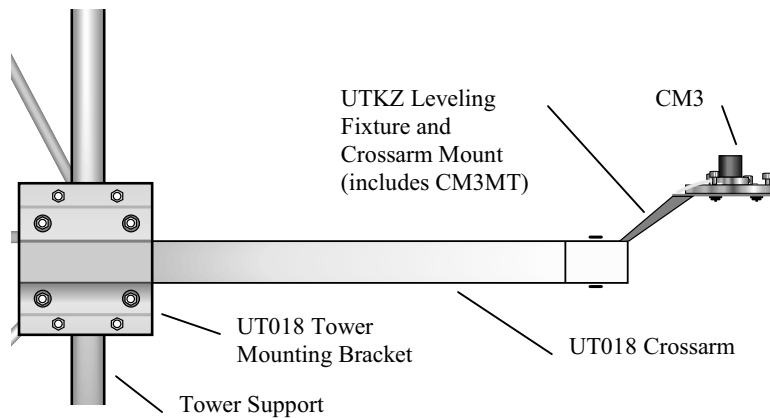 UTKZ Leveling
Fixture and
Crossarm Mount
(includes CM3MT)
CM3
UT018 Tower
Mounting Bracket
UT018 Crossarm
Tower Support